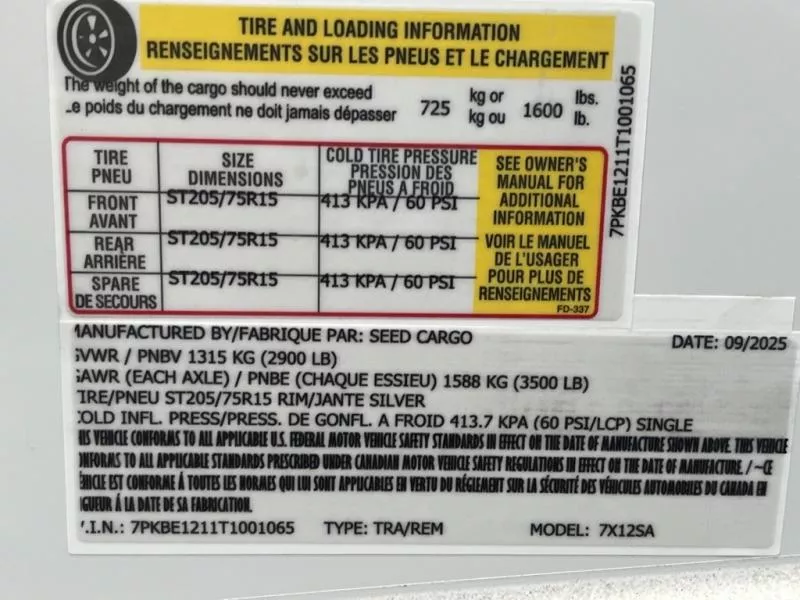 TIRE AND LOADING INFORMATION
RENSEIGNEMENTS SUR LES PNEUS ET LE CHARGEMENT
The weight of the cargo should never exceed
_e poids du chargement ne doit jamais dépasser
725 kg or
kg ou 1600 lbs.
lb.
TIRE
PNEU
SIZE
DIMENSIONS
COLD TIRE PRESSURE
PRESSION DES
PNEUS A FROID
SEE OWNER'S
MANUAL FOR
ADDITIONAL
INFORMATION
FRONT
AVANT
ST205/75R15
413 KPA / 60 PSI
REAR
ARRIÈRE
ST205/75R15
413 KPA / 60 PSI
VOIR LE MANUEL
DE L'USAGER
POUR PLUS DE
RENSEIGNEMENTS
SPARE
DE SECOURS
ST205/75R15
413 KPA / 60 PSI
FD-337
7PKBE1211T1001065
MANUFACTURED BY/FABRIQUE PAR: SEED CARGO
DATE: 09/2025
GVWR / PNBV 1315 KG (2900 LB)
GAWR (EACH AXLE) / PNBE (CHAQUE ESSIEU) 1588 KG (3500 LB)
TIRE/PNEU ST205/75R15 RIM/JANTE SILVER
COLD INFL. PRESS/PRESS. DE GONFL. A FROID 413.7 KPA (60 PSI/LCP) SINGLE
HIS VEHICLE CONFORMS TO ALL APPLICABLE U.S. FEDERAL MOTOR VEHICLE SAFETY STANDARDS IN EFFECT ON THE DATE OF MANUFACTURE SHOWN ABOVE. THIS VEHICLE
NFORMS TO ALL APPLICABLE STANDARDS PRESCRIBED UNDER CANADIAN MOTOR VEHICLE SAFETY REGULATIONS IN EFFECT ON THE DATE OF MANUFACTURE. / ~CE
ÉHICLE EST CONFORME À TOUTES LES NORMES QUI LUI SONT APPLICABLES EN VERTU DU RÉGLEMENT SUR LA SÉCURITÉ DES VÉHICULES AUTOMOBILES DU CANADA EN
IGUEUR À LA DATE DE SA FABRICATION.
V.I.N.: 7PKBE1211T1001065
TYPE: TRA/REM
MODEL: 7X12SA